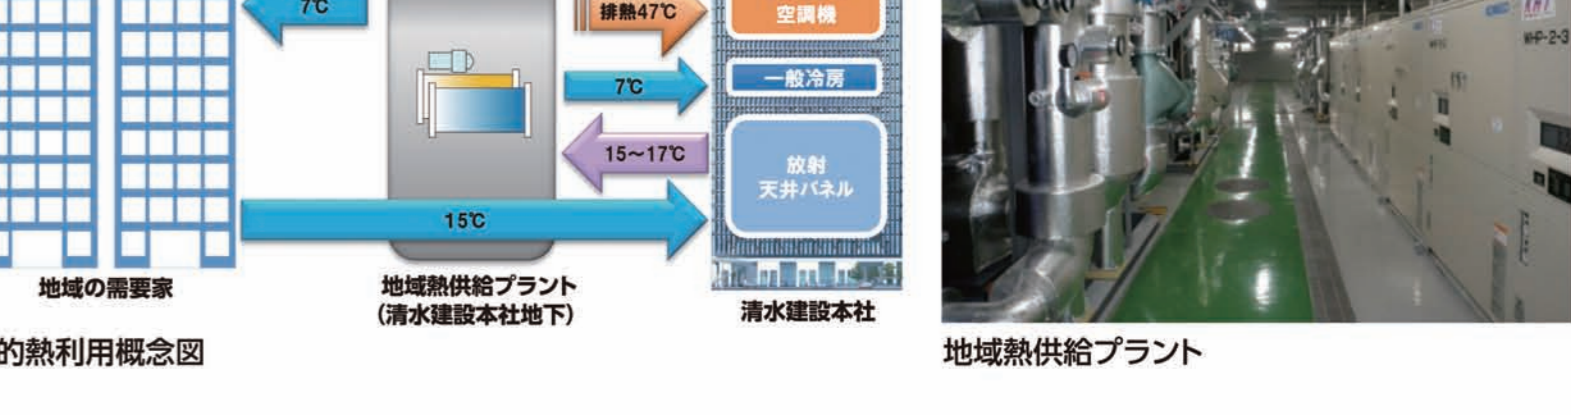 7℃
排熱47℃
空調機
7℃
一般冷房
15〜17℃
放射
天井パネル
15℃
地域の需要家
地域熱供給プラント
(清水建設本社地下)
清水建設本社
的熱利用概念図
WHP-2-3
地域熱供給プラント